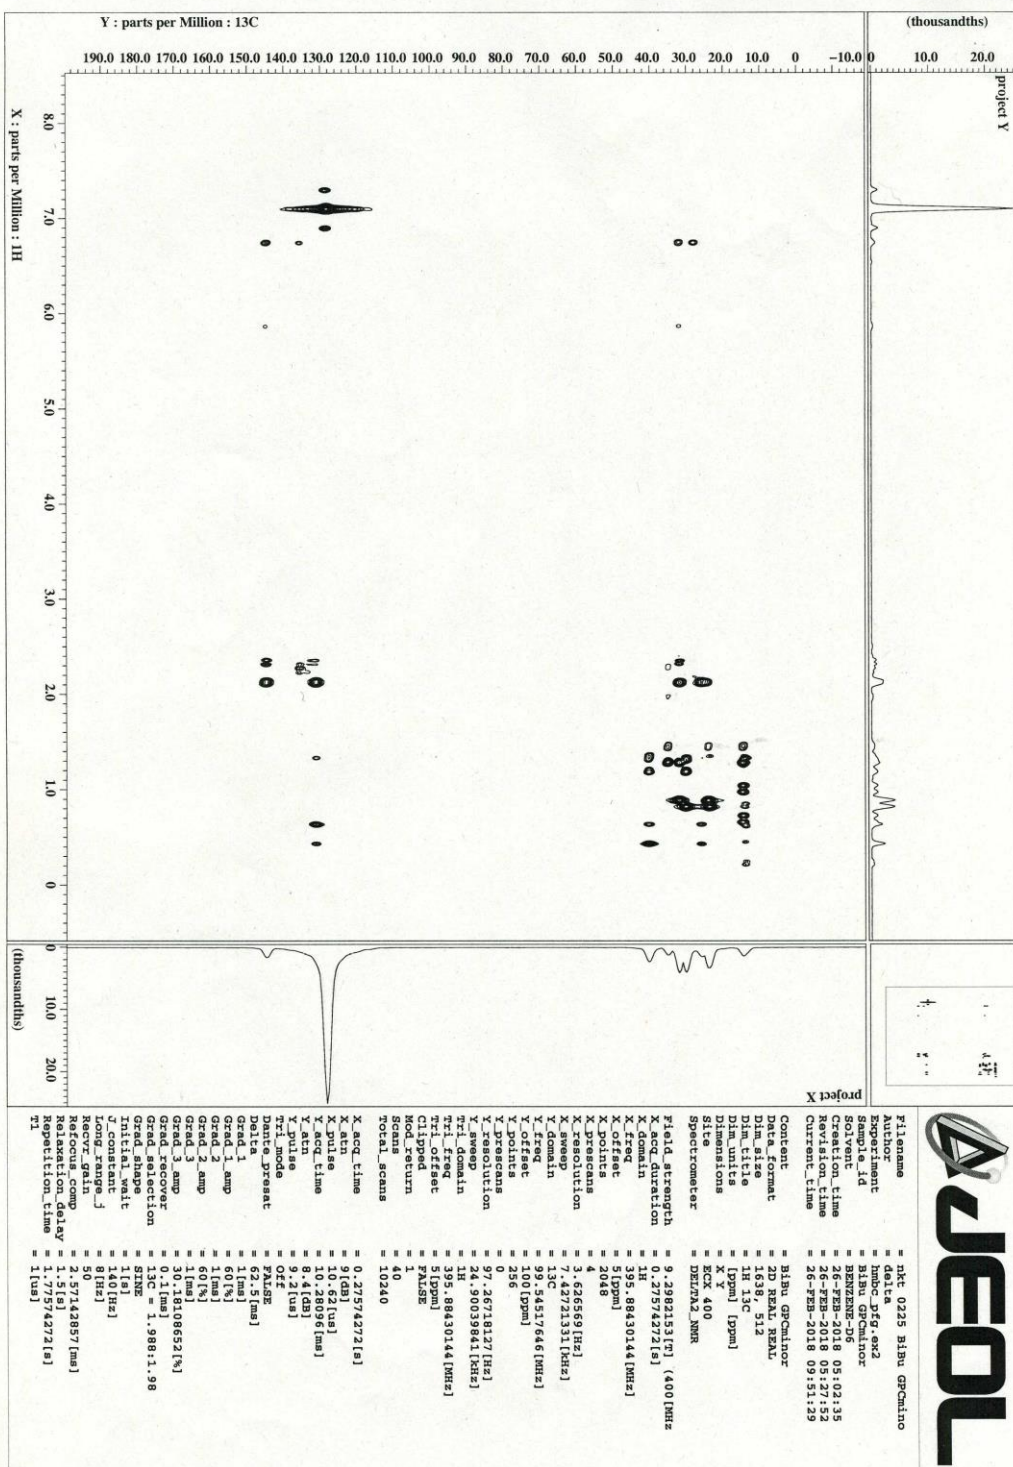 Y : parts per Million : 13C
190.0 180.0 170.0 160.0 150.0 140.0 130.0 120.0 110.0 100.0 90.0 80.0 70.0 60.0 50.0 40.0 30.0 20.0 10.0 0 −10.0
(thousandths)
0 10.0 20.0
project Y
X : parts per Million : 1H
8.0 7.0 6.0 5.0 4.0 3.0 2.0 1.0 0
(thousandths)
0 10.0 20.0
project X
JEOL
Filename = nkt 0225 BiBu GPCmino
Author = delta
Experiment = hmbc_pfg.ex2
Sample_id = BiBu GPCminor
Solvent = BENZENE-D6
Creation_time = 26-FEB-2018 05:02:35
Revision_time = 26-FEB-2018 05:27:52
Current_time = 26-FEB-2018 09:51:29
Content = BiBu GPCminor
Data_format = 2D REAL REAL
Dim_size = 1638, 512
Dim_title = 1H 13C
Dim_units = [ppm] [ppm]
Dimensions = X Y
Site = ECX 400
Spectrometer = DELTA2_NMR
Field_strength = 9.2982153[T] (400[MHz
X_acq_duration = 0.27574272[s]
X_domain = 1H
X_freq = 395.88430144[MHz]
X_offset = 5[ppm]
X_points = 2048
X_prescans = 4
X_resolution = 3.626569[Hz]
X_sweep = 7.42721331[kHz]
Y_domain = 13C
Y_freq = 99.54517646[MHz]
Y_offset = 100[ppm]
Y_points = 256
Y_prescans = 0
Y_resolution = 97.26718127[Hz]
Y_sweep = 24.90039841[kHz]
Tri_domain = 1H
Tri_freq = 395.88430144[MHz]
Tri_offset = 5[ppm]
Clipped = FALSE
Mod_return = 1
Scans = 40
Total_scans = 10240
X_acq_time = 0.27574272[s]
X_atn = 9[dB]
X_pulse = 10.62[us]
Y_acq_time = 10.28096[ms]
Y_atn = 8.4[dB]
Y_pulse = 9.2[us]
Tri_mode = Off
Dante_presat = FALSE
Delta = 62.5[ms]
Grad_1 = 1[ms]
Grad_1_amp = 60[%]
Grad_2 = 1[ms]
Grad_2_amp = 60[%]
Grad_3 = 1[ms]
Grad_3_amp = 30.18108652[%]
Grad_recover = 0.1[ms]
Grad_selection = 13C = 1.988:1.98
Grad_shape = SINE
Initial_wait = 1[s]
J_constant = 140[Hz]
Long_range_J = 8[Hz]
Recvr_gain = 50
Refocus_comp = 2.57142857[ms]
Relaxation_delay = 1.5[s]
Repetition_time = 1.77574272[s]
T1 = 1[us]